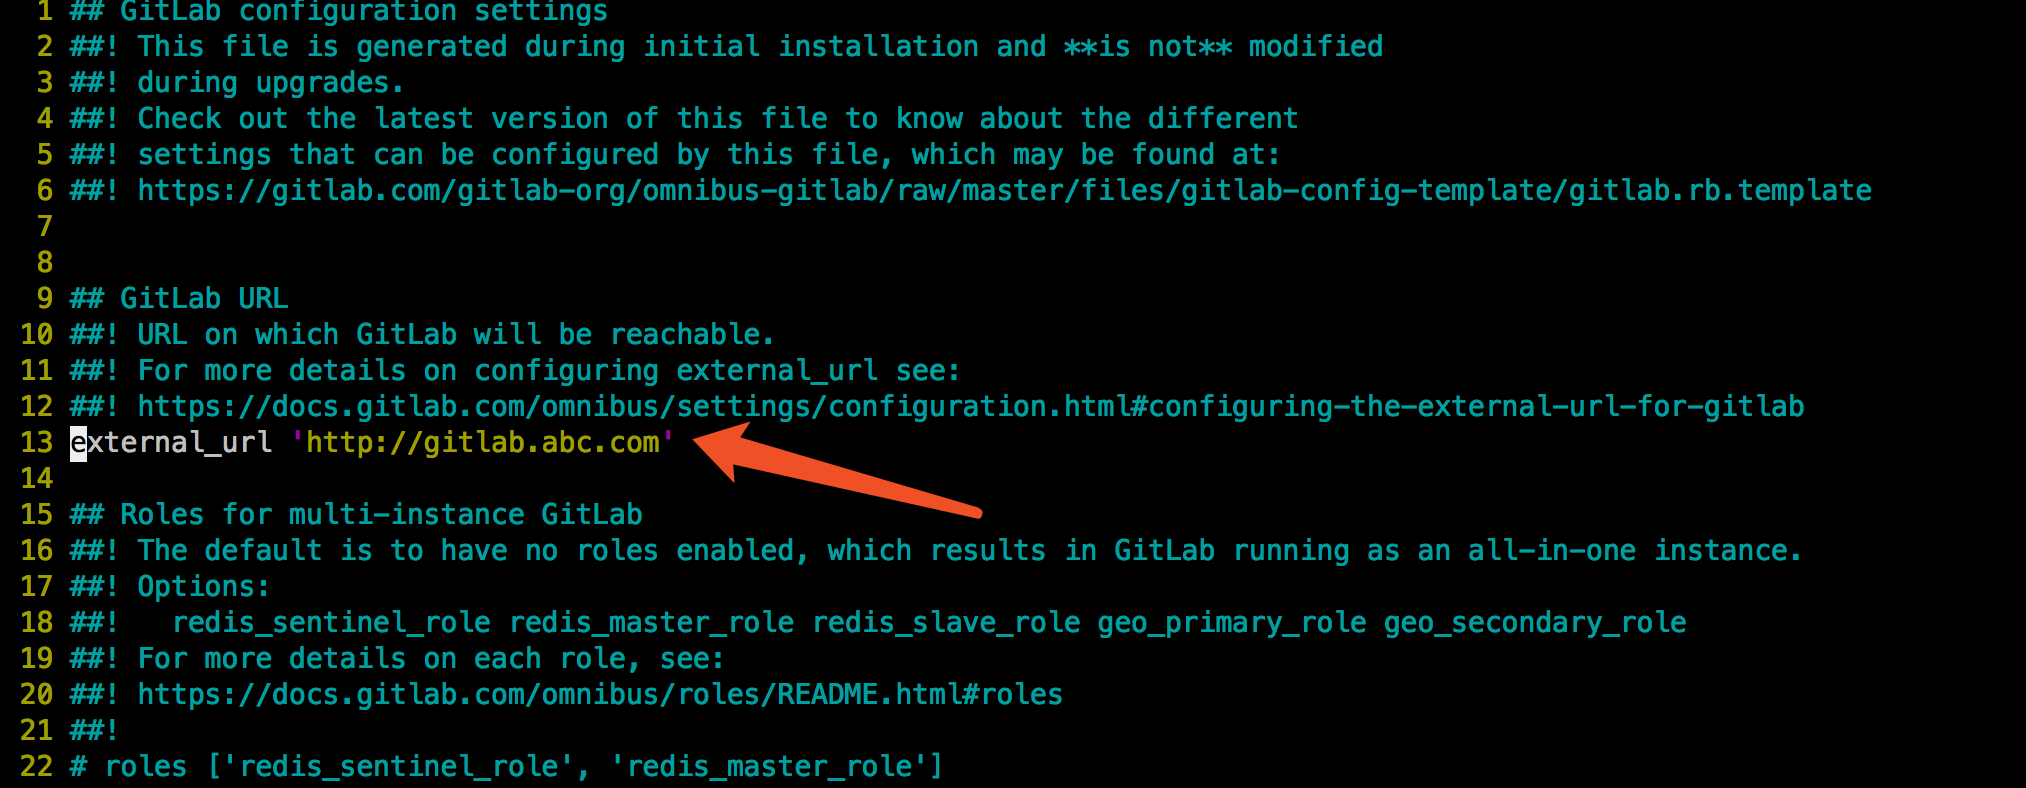 1 ## GitLab configuration settings
2 ##! This file is generated during initial installation and **is not** modified
3 ##! during upgrades.
4 ##! Check out the latest version of this file to know about the different
5 ##! settings that can be configured by this file, which may be found at:
6 ##! https://gitlab.com/gitlab-org/omnibus-gitlab/raw/master/files/gitlab-config-template/gitlab.rb.template
7
8
9 ## GitLab URL
10 ##! URL on which GitLab will be reachable.
11 ##! For more details on configuring external_url see:
12 ##! https://docs.gitlab.com/omnibus/settings/configuration.html#configuring-the-external-url-for-gitlab
13 external_url 'http://gitlab.abc.com'
14
15 ## Roles for multi-instance GitLab
16 ##! The default is to have no roles enabled, which results in GitLab running as an all-in-one instance.
17 ##! Options:
18 ##!   redis_sentinel_role redis_master_role redis_slave_role geo_primary_role geo_secondary_role
19 ##! For more details on each role, see:
20 ##! https://docs.gitlab.com/omnibus/roles/README.html#roles
21 ##!
22 # roles ['redis_sentinel_role', 'redis_master_role']